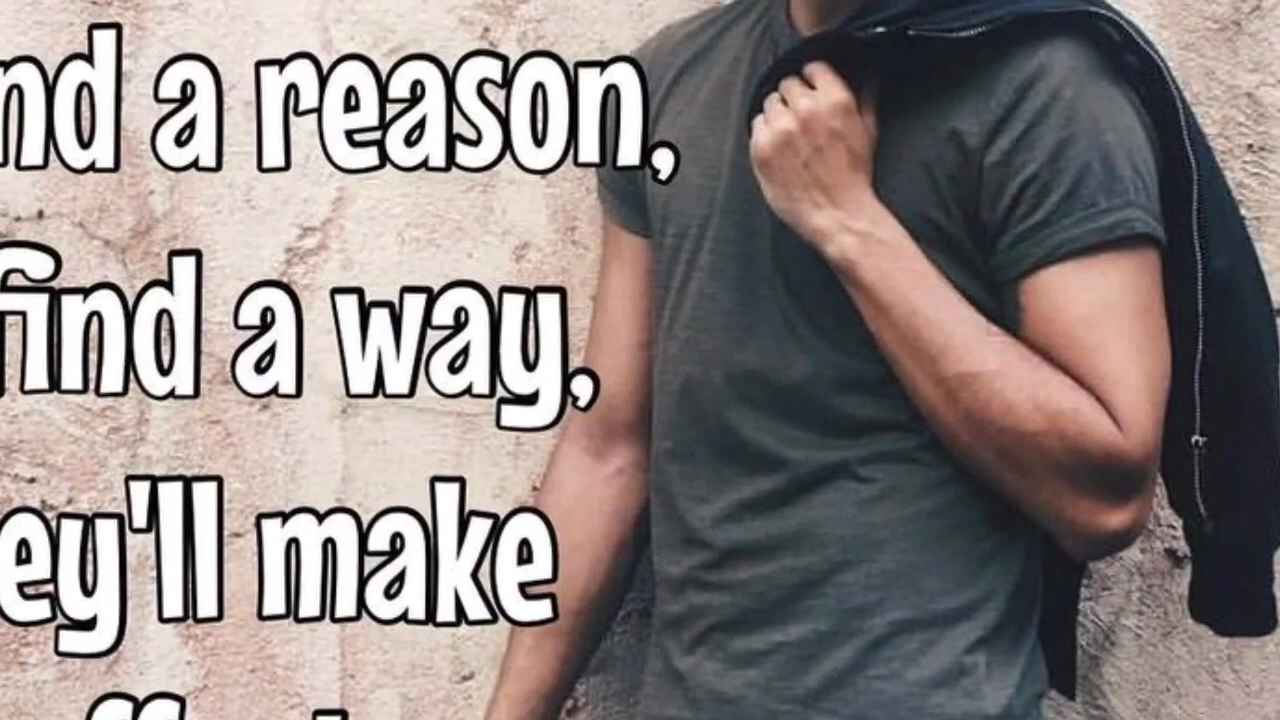 nd a reason,
find a way,
ey'll make